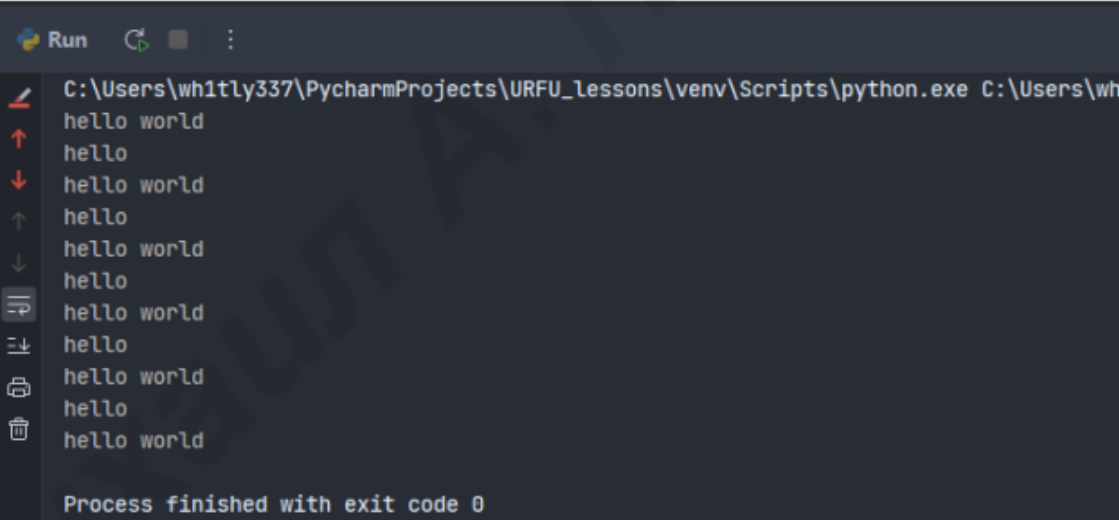 Run
C:\Users\wh1tly337\PycharmProjects\URFU_lessons\venv\Scripts\python.exe C:\Users\wh
hello world
hello
hello world
hello
hello world
hello
hello world
hello
hello world
hello
hello world
Process finished with exit code 0